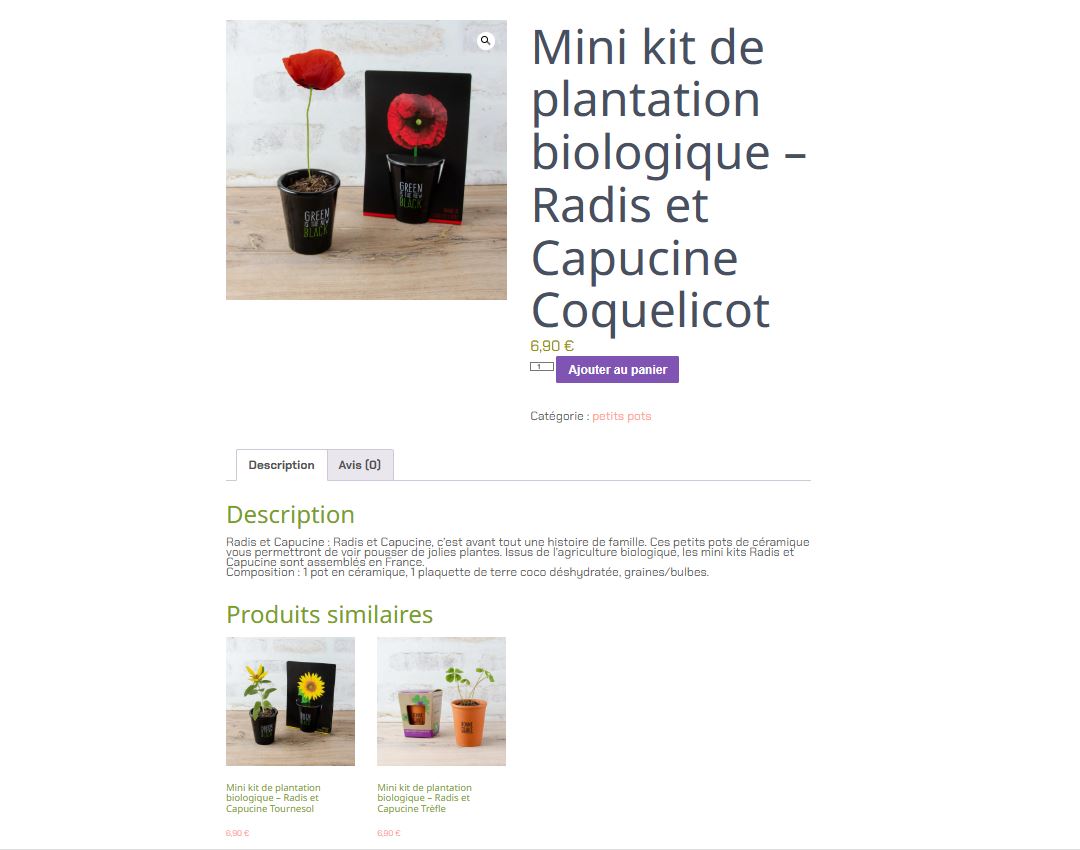 Mini kit de
plantation
biologique –
Radis et
Capucine
Coquelicot
GREEN
IS THE NEW
BLACK
GREEN
IS THE NEW
BLACK
6,90 €
1
Ajouter au panier
Catégorie : petits pots
Description
Avis (0)
Description
Radis et Capucine : Radis et Capucine, c'est avant tout une histoire de famille. Ces petits pots de céramique
vous permettront de voir pousser de jolies plantes. Issus de l'agriculture biologique, les mini kits Radis et
Capucine sont assemblés en France.
Composition : 1 pot en céramique, 1 plaquette de terre coco déshydratée, graines/bulbes.
Produits similaires
Mini kit de plantation
biologique – Radis et
Capucine Tournesol
6,90 €
Mini kit de plantation
biologique – Radis et
Capucine Trèfle
6,90 €